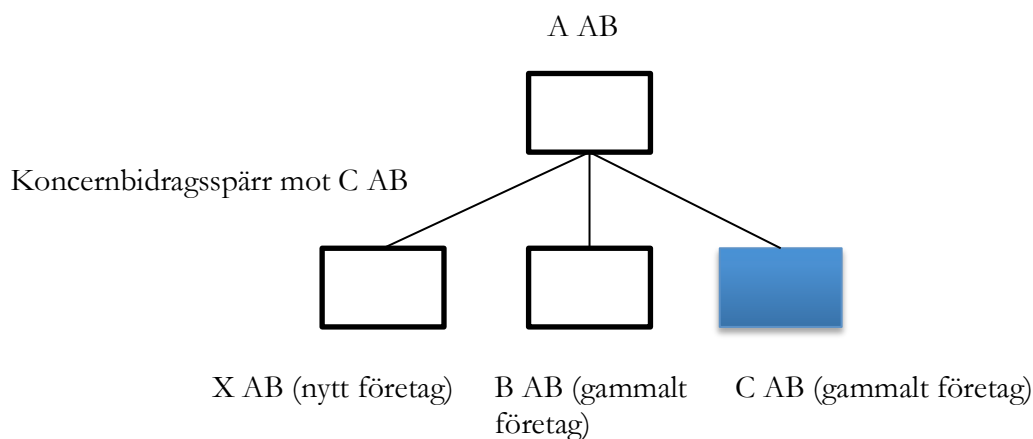 A AB
Koncernbidragsspärr mot C AB
X AB (nytt företag)
B AB (gammalt
företag)
C AB (gammalt företag)